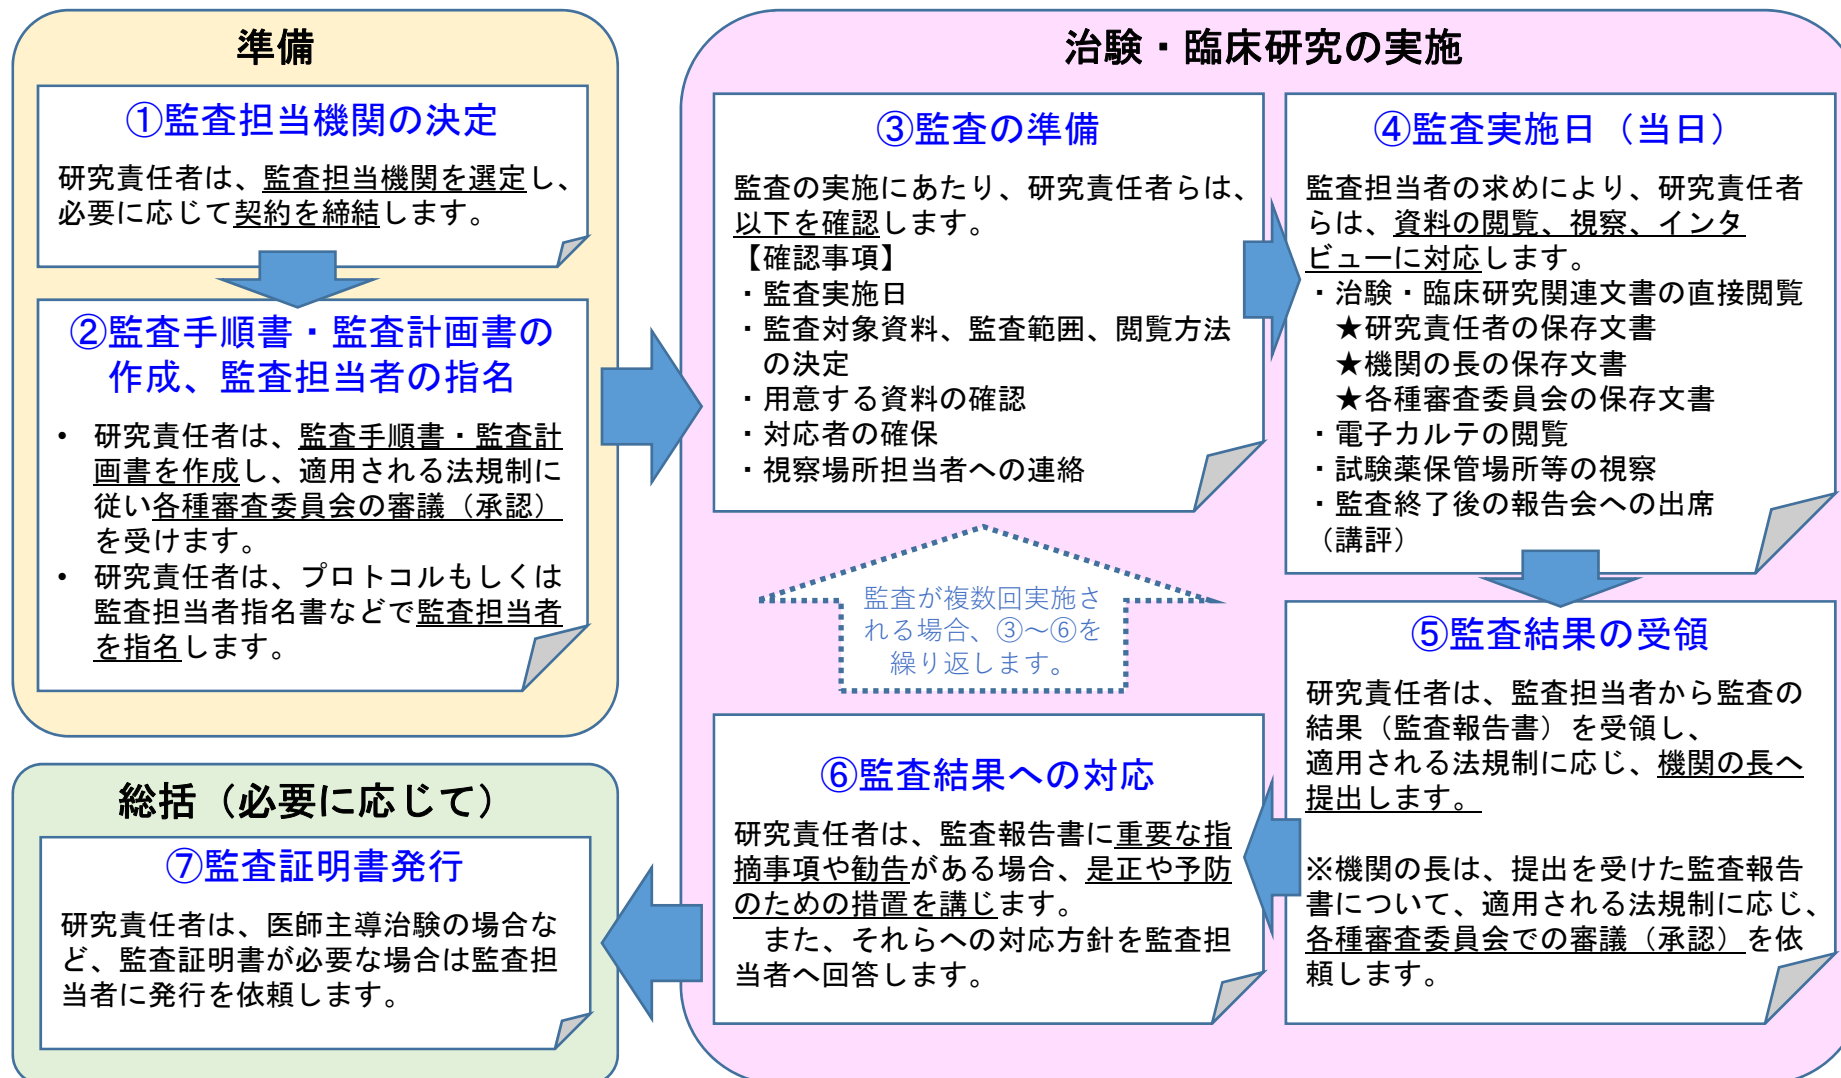 準備
①監査担当機関の決定
研究責任者は、監査担当機関を選定し、
必要に応じて契約を締結します。
②監査手順書・監査計画書の
作成、監査担当者の指名
• 研究責任者は、監査手順書・監査計
画書を作成し、適用される法規制に
従い各種審査委員会の審議（承認）
を受けます。
• 研究責任者は、プロトコルもしくは
監査担当者指名書などで監査担当者
を指名します。
治験・臨床研究の実施
③監査の準備
監査の実施にあたり、研究責任者らは、
以下を確認します。
【確認事項】
・監査実施日
・監査対象資料、監査範囲、閲覧方法
の決定
・用意する資料の確認
・対応者の確保
・視察場所担当者への連絡
④監査実施日（当日）
監査担当者の求めにより、研究責任者
らは、資料の閲覧、視察、インタ
ビューに対応します。
・治験・臨床研究関連文書の直接閲覧
★研究責任者の保存文書
★機関の長の保存文書
★各種審査委員会の保存文書
・電子カルテの閲覧
・試験薬保管場所等の視察
・監査終了後の報告会への出席
（講評）
監査が複数回実施さ
れる場合、③～⑥を
繰り返します。
⑤監査結果の受領
研究責任者は、監査担当者から監査の
結果（監査報告書）を受領し、
適用される法規制に応じ、機関の長へ
提出します。
※機関の長は、提出を受けた監査報告
書について、適用される法規制に応じ、
各種審査委員会での審議（承認）を依
頼します。
⑥監査結果への対応
研究責任者は、監査報告書に重要な指
摘事項や勧告がある場合、是正や予防
のための措置を講じます。
また、それらへの対応方針を監査担
当者へ回答します。
総括（必要に応じて）
⑦監査証明書発行
研究責任者は、医師主導治験の場合な
ど、監査証明書が必要な場合は監査担
当者に発行を依頼します。